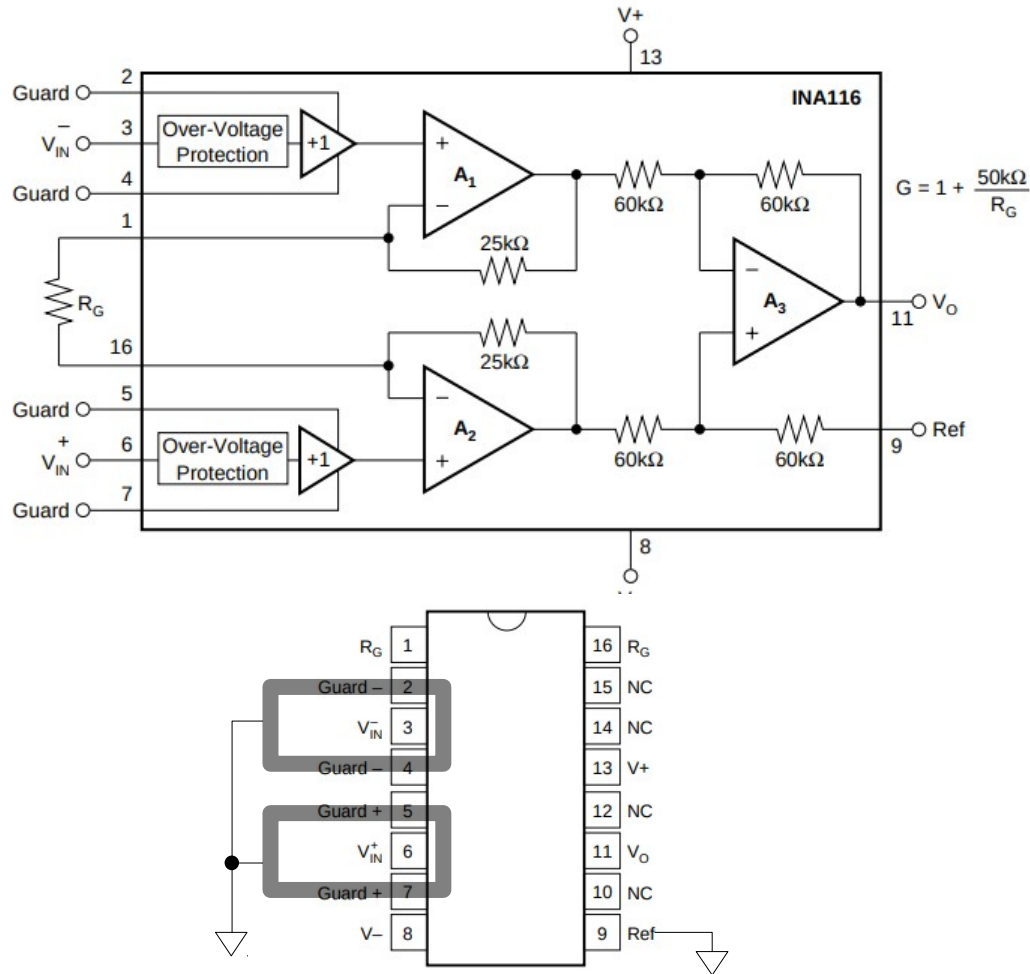 V+
13
INA116
2
Guard
3
V–IN
Over-Voltage
Protection
+1
4
Guard
1
A1
+
–
25kΩ
60kΩ
60kΩ
G = 1 + 50kΩ
RG
RG
A3
–
+
11
VO
16
25kΩ
5
Guard
6
V+IN
Over-Voltage
Protection
+1
7
Guard
A2
–
+
60kΩ
60kΩ
9
Ref
8
RG 1
16 RG
Guard – 2
15 NC
V–IN 3
14 NC
Guard – 4
13 V+
Guard + 5
12 NC
V+IN 6
11 VO
Guard + 7
10 NC
V– 8
9 Ref